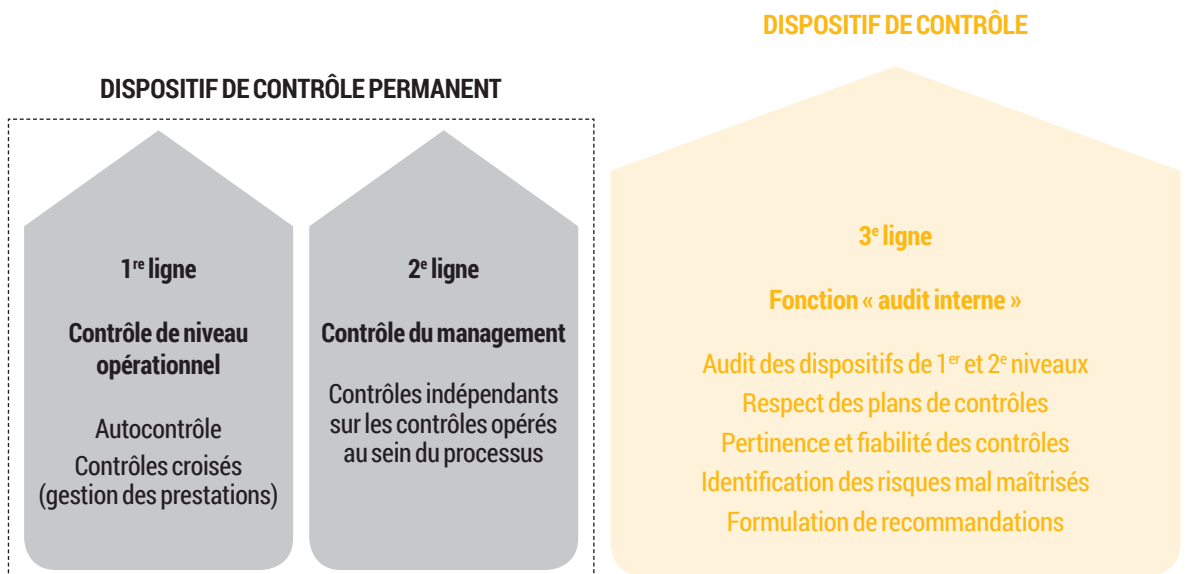 DISPOSITIF DE CONTRÔLE PERMANENT
1re ligne
Contrôle de niveau
opérationnel
Autocontrôle
Contrôles croisés
(gestion des prestations)
2e ligne
Contrôle du management
Contrôles indépendants
sur les contrôles opérés
au sein du processus
DISPOSITIF DE CONTRÔLE
3e ligne
Fonction « audit interne »
Audit des dispositifs de 1er et 2e niveaux
Respect des plans de contrôles
Pertinence et fiabilité des contrôles
Identification des risques mal maîtrisés
Formulation de recommandations